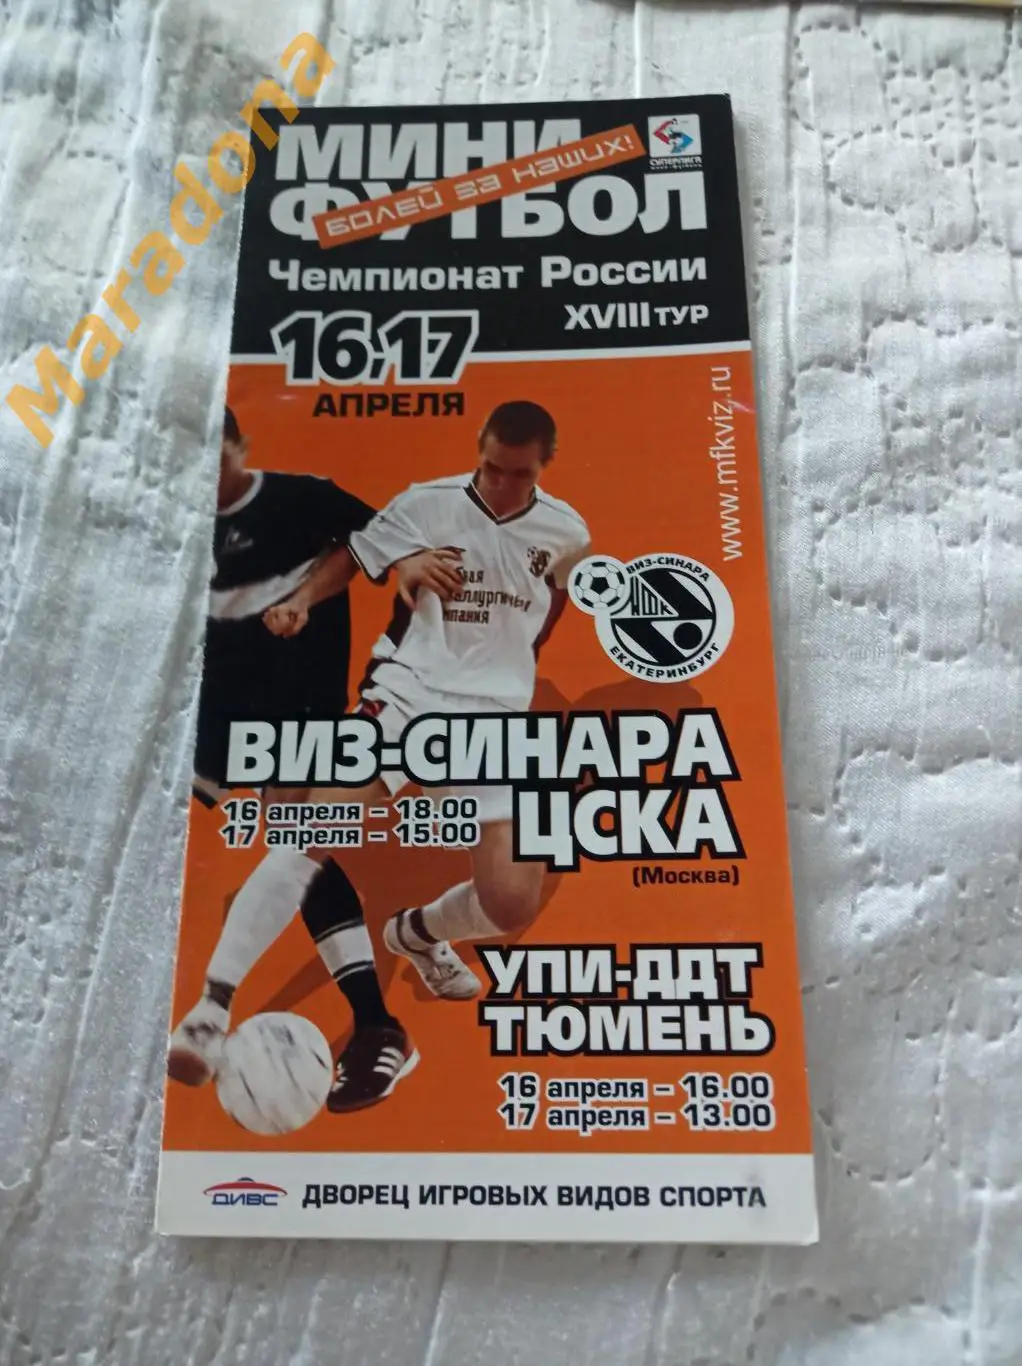 Maradona
МИНИ
ФУТБОЛ
БОЛЕЙ ЗА НАШИХ!
СУПЕРЛИГА
Чемпионат России
XVIII ТУР
16,17
АПРЕЛЯ
www.mfkviz.ru
ВИЗ-СИНАРА
МФК
ЕКАТЕРИНБУРГ
ВИЗ-СИНАРА
ЦСКА
(Москва)
16 апреля – 18.00
17 апреля – 15.00
УПИ-ДДТ
ТЮМЕНЬ
16 апреля – 16.00
17 апреля – 13.00
ДИВС
ДВОРЕЦ ИГРОВЫХ ВИДОВ СПОРТА